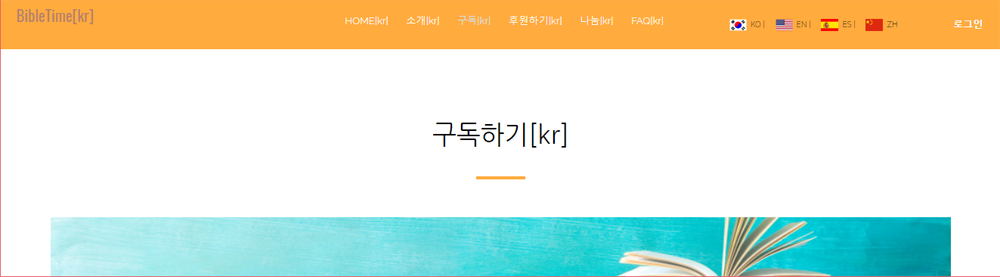 BibleTime[kr]
HOME[kr] 소개[kr] 구독[kr] 후원하기[kr] 나눔[kr] FAQ[kr]
KO | EN | ES | ZH
로그인
구독하기[kr]